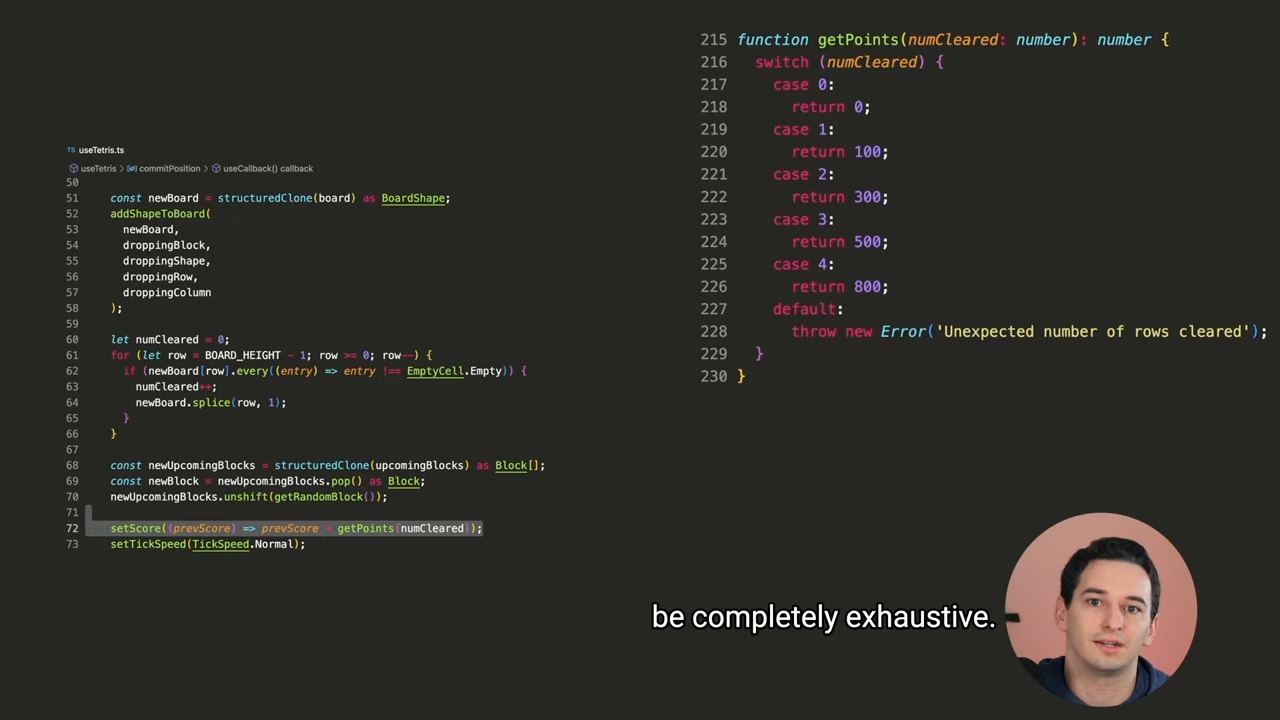 TS useTetris.ts
useTetris > commitPosition > useCallback() callback
50
51 const newBoard = structuredClone(board) as BoardShape;
52 addShapeToBoard(
53 newBoard,
54 droppingBlock,
55 droppingShape,
56 droppingRow,
57 droppingColumn
58 );
59
60 let numCleared = 0;
61 for (let row = BOARD_HEIGHT - 1; row >= 0; row--) {
62 if (newBoard[row].every((entry) => entry !== EmptyCell.Empty)) {
63 numCleared++;
64 newBoard.splice(row, 1);
65 }
66 }
67
68 const newUpcomingBlocks = structuredClone(upcomingBlocks) as Block[];
69 const newBlock = newUpcomingBlocks.pop() as Block;
70 newUpcomingBlocks.unshift(getRandomBlock());
71
72 setScore((prevScore) => prevScore + getPoints(numCleared));
73 setTickSpeed(TickSpeed.Normal);
215 function getPoints(numCleared: number): number {
216 switch (numCleared) {
217 case 0:
218 return 0;
219 case 1:
220 return 100;
221 case 2:
222 return 300;
223 case 3:
224 return 500;
225 case 4:
226 return 800;
227 default:
228 throw new Error('Unexpected number of rows cleared');
229 }
230 }
be completely exhaustive.